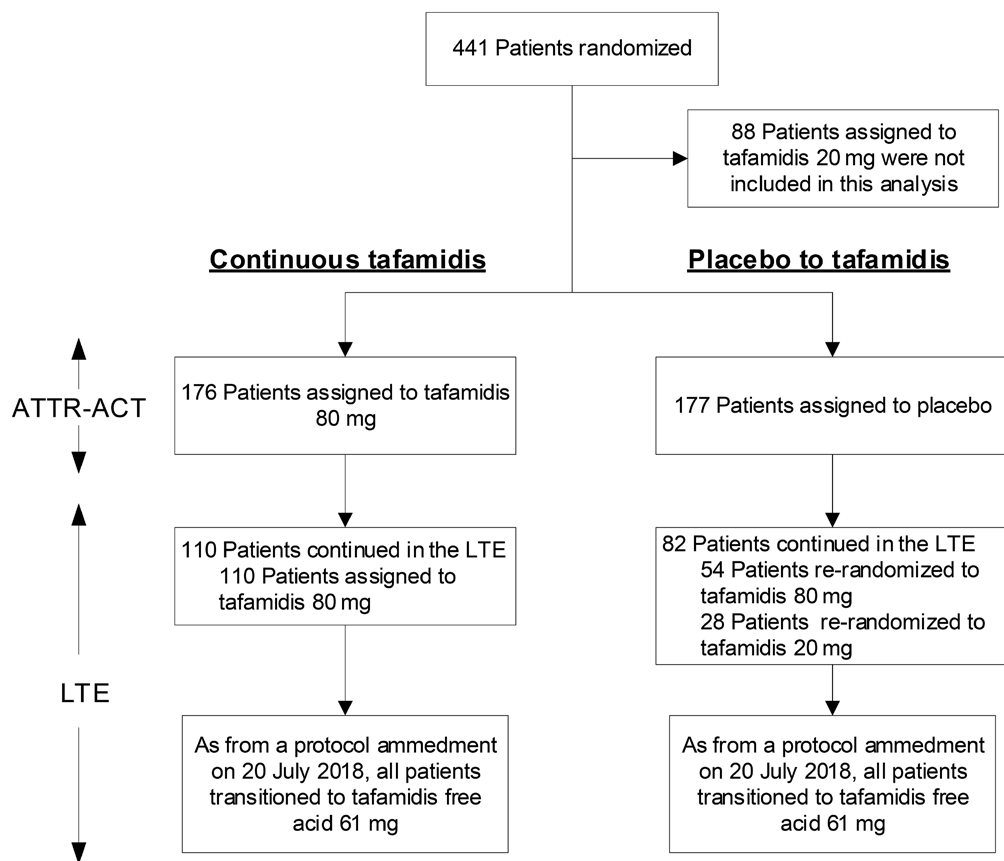 441 Patients randomized
88 Patients assigned to
tafamidis 20 mg were not
included in this analysis
Continuous tafamidis
Placebo to tafamidis
ATTR-ACT
176 Patients assigned to tafamidis
80 mg
177 Patients assigned to placebo
LTE
110 Patients continued in the LTE
110 Patients assigned to
tafamidis 80 mg
82 Patients continued in the LTE
54 Patients re-randomized to
tafamidis 80 mg
28 Patients re-randomized to
tafamidis 20 mg
As from a protocol ammedment
on 20 July 2018, all patients
transitioned to tafamidis free
acid 61 mg
As from a protocol ammedment
on 20 July 2018, all patients
transitioned to tafamidis free
acid 61 mg